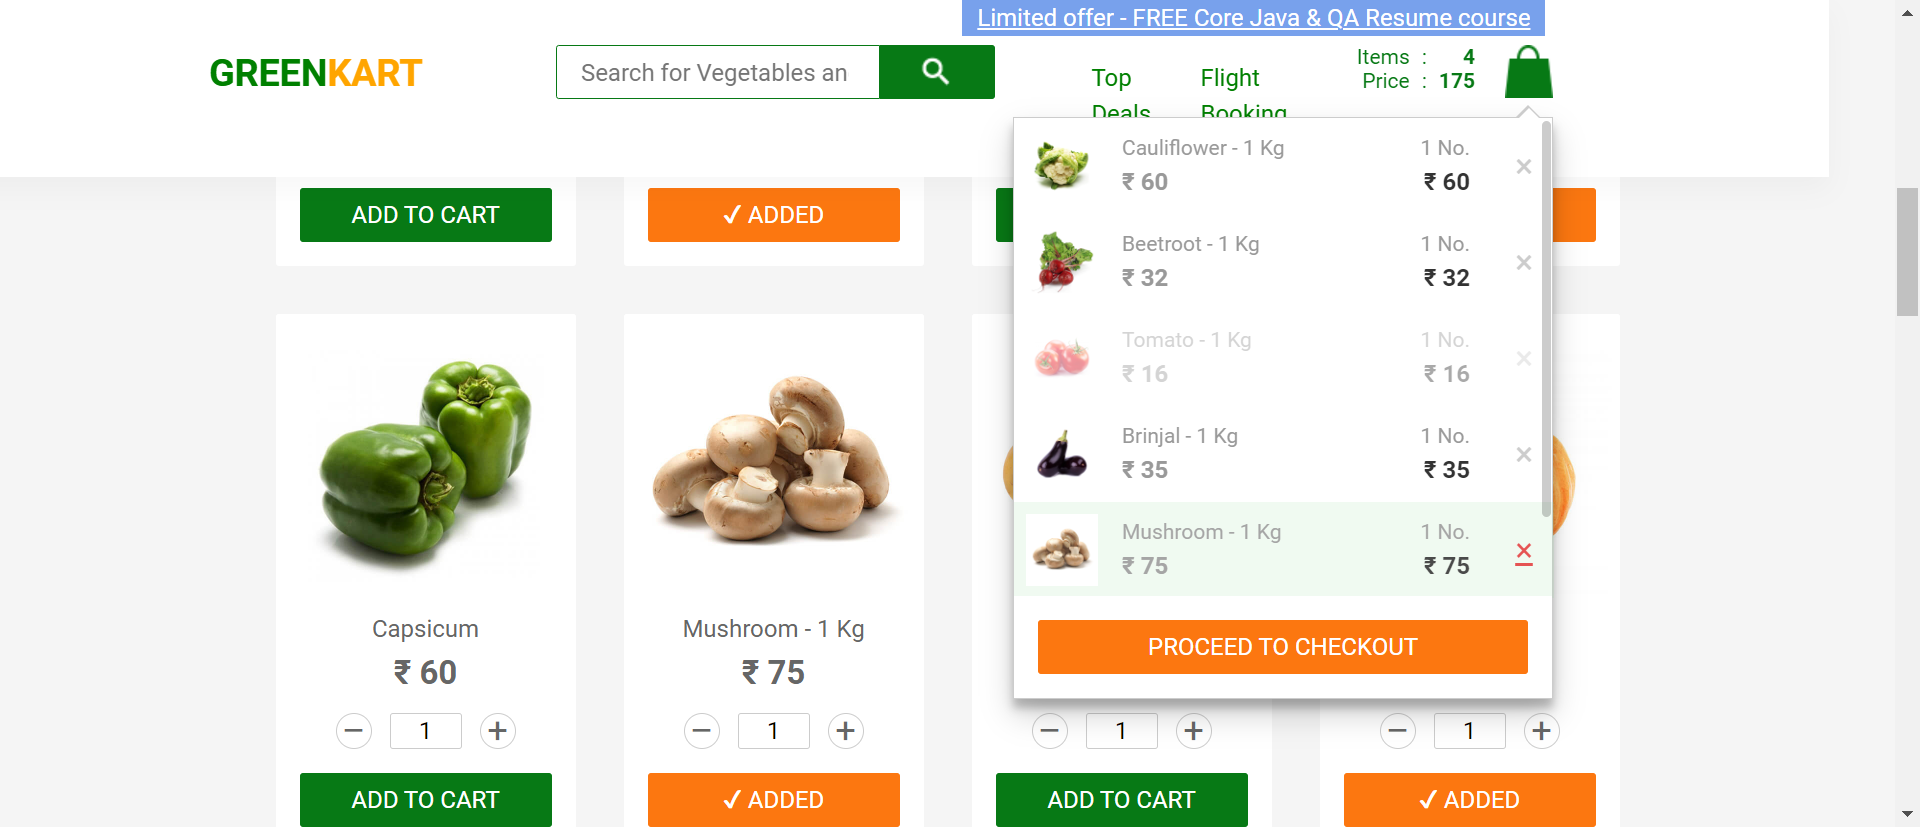 Limited offer - FREE Core Java & QA Resume course
GREENKART
Search for Vegetables an
Top Deals
Flight Booking
Items : 4
Price : 175
ADD TO CART
✓ ADDED
Cauliflower - 1 Kg 1 No. ×
₹ 60 ₹ 60
Beetroot - 1 Kg 1 No. ×
₹ 32 ₹ 32
Tomato - 1 Kg 1 No. ×
₹ 16 ₹ 16
Brinjal - 1 Kg 1 No. ×
₹ 35 ₹ 35
Mushroom - 1 Kg 1 No. ×
₹ 75 ₹ 75
PROCEED TO CHECKOUT
Capsicum
₹ 60
− 1 +
ADD TO CART
Mushroom - 1 Kg
₹ 75
− 1 +
✓ ADDED
− 1 +
ADD TO CART
− 1 +
✓ ADDED